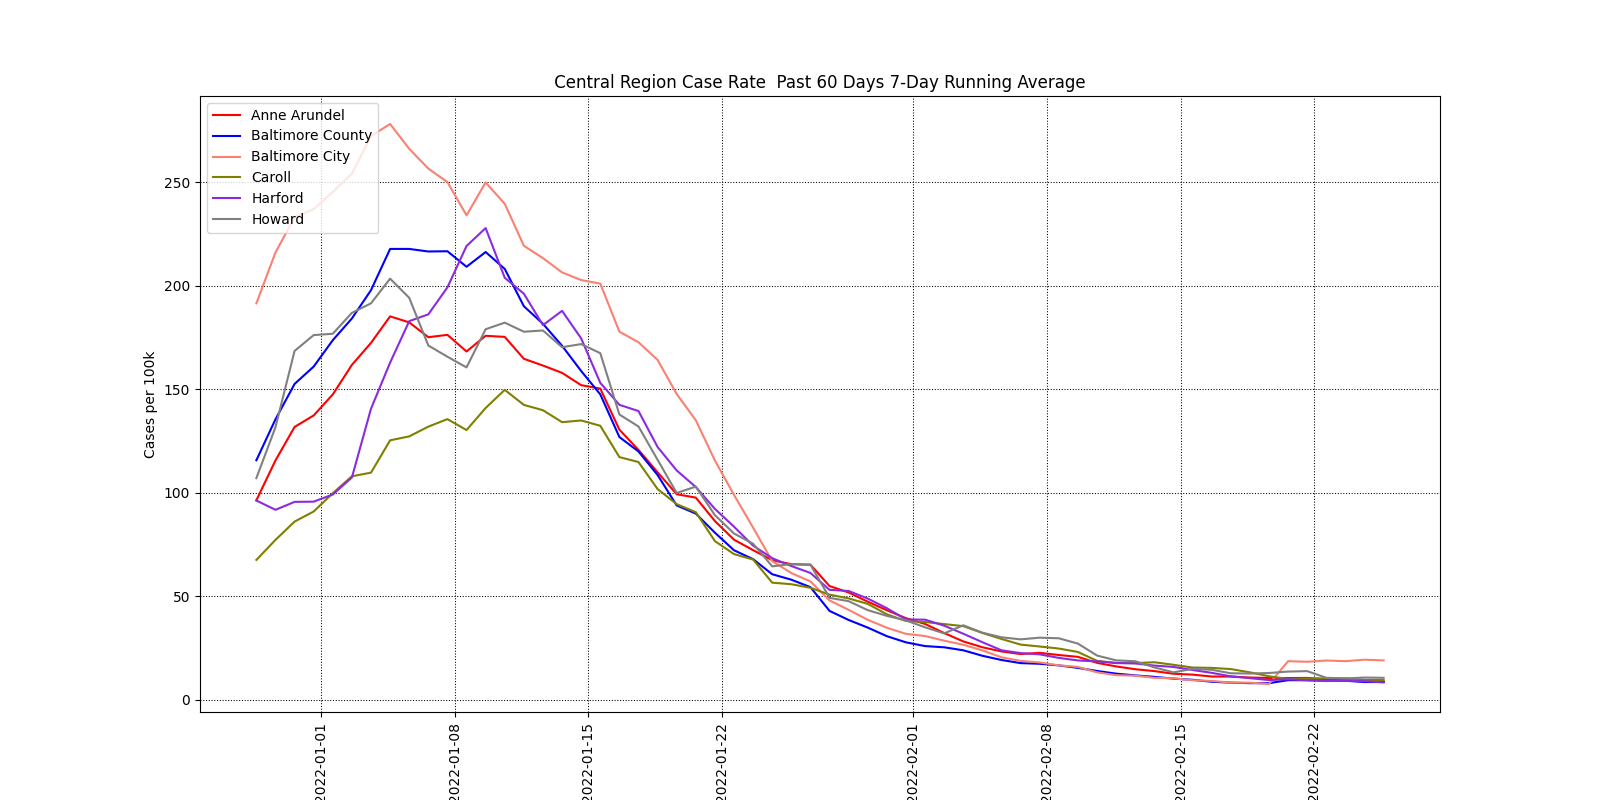 Central Region Case Rate  Past 60 Days 7-Day Running Average
Anne Arundel
Baltimore County
Baltimore City
Caroll
Harford
Howard
Cases per 100k
250
200
150
100
50
0
2022-01-01
2022-01-08
2022-01-15
2022-01-22
2022-02-01
2022-02-08
2022-02-15
2022-02-22